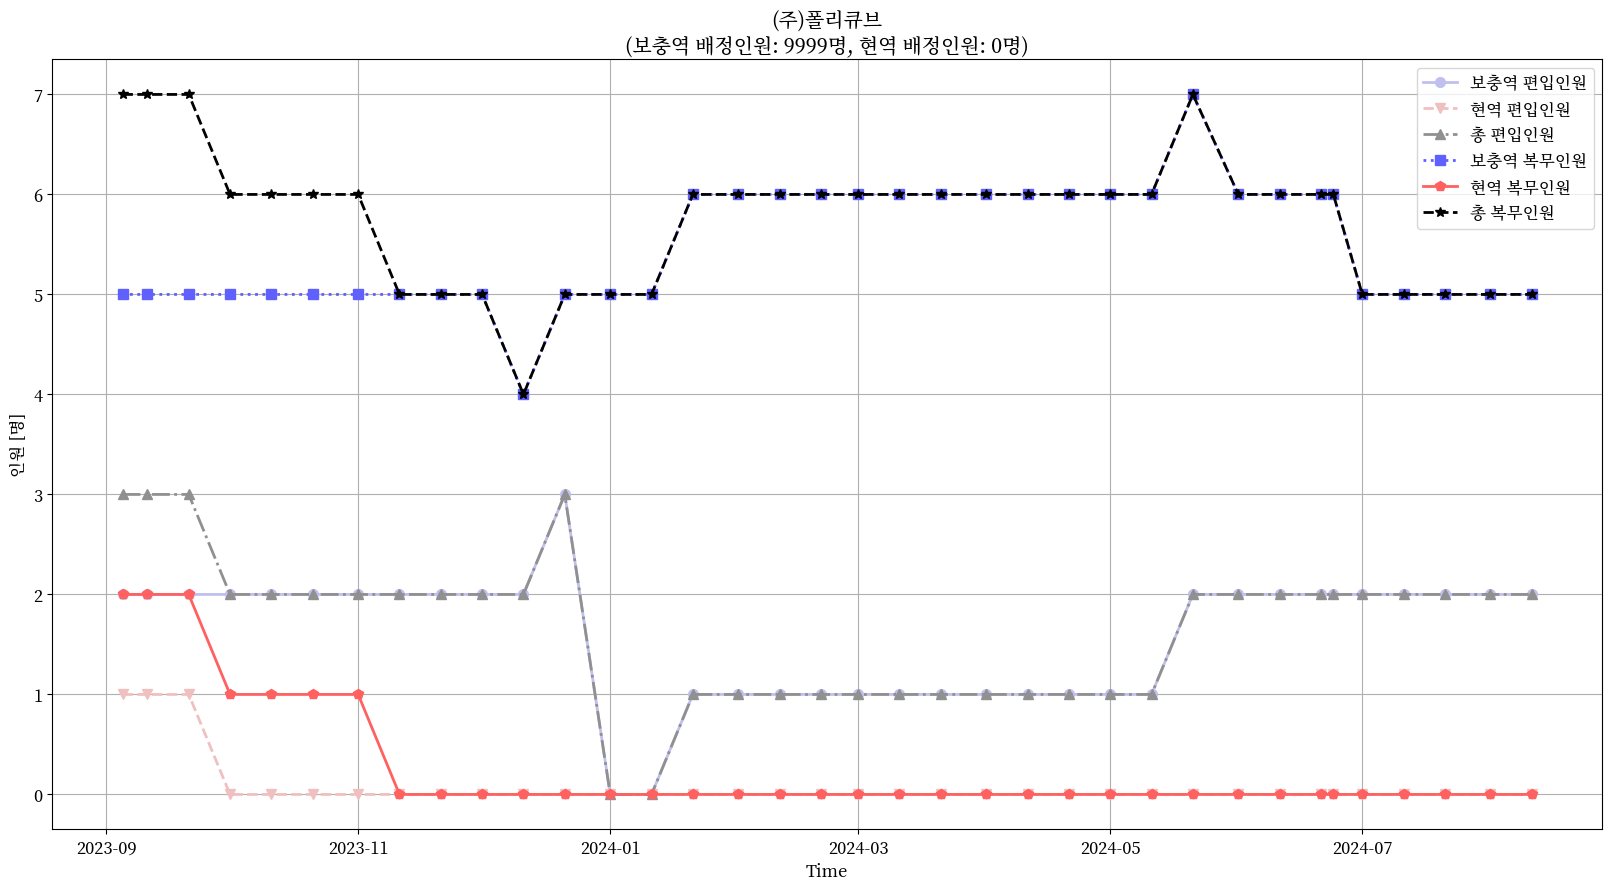 (주)폴리큐브
(보충역 배정인원: 9999명, 현역 배정인원: 0명)
보충역 편입인원
현역 편입인원
총 편입인원
보충역 복무인원
현역 복무인원
총 복무인원
7
6
5
4
3
2
1
0
인원 [명]
2023-09
2023-11
2024-01
2024-03
2024-05
2024-07
Time